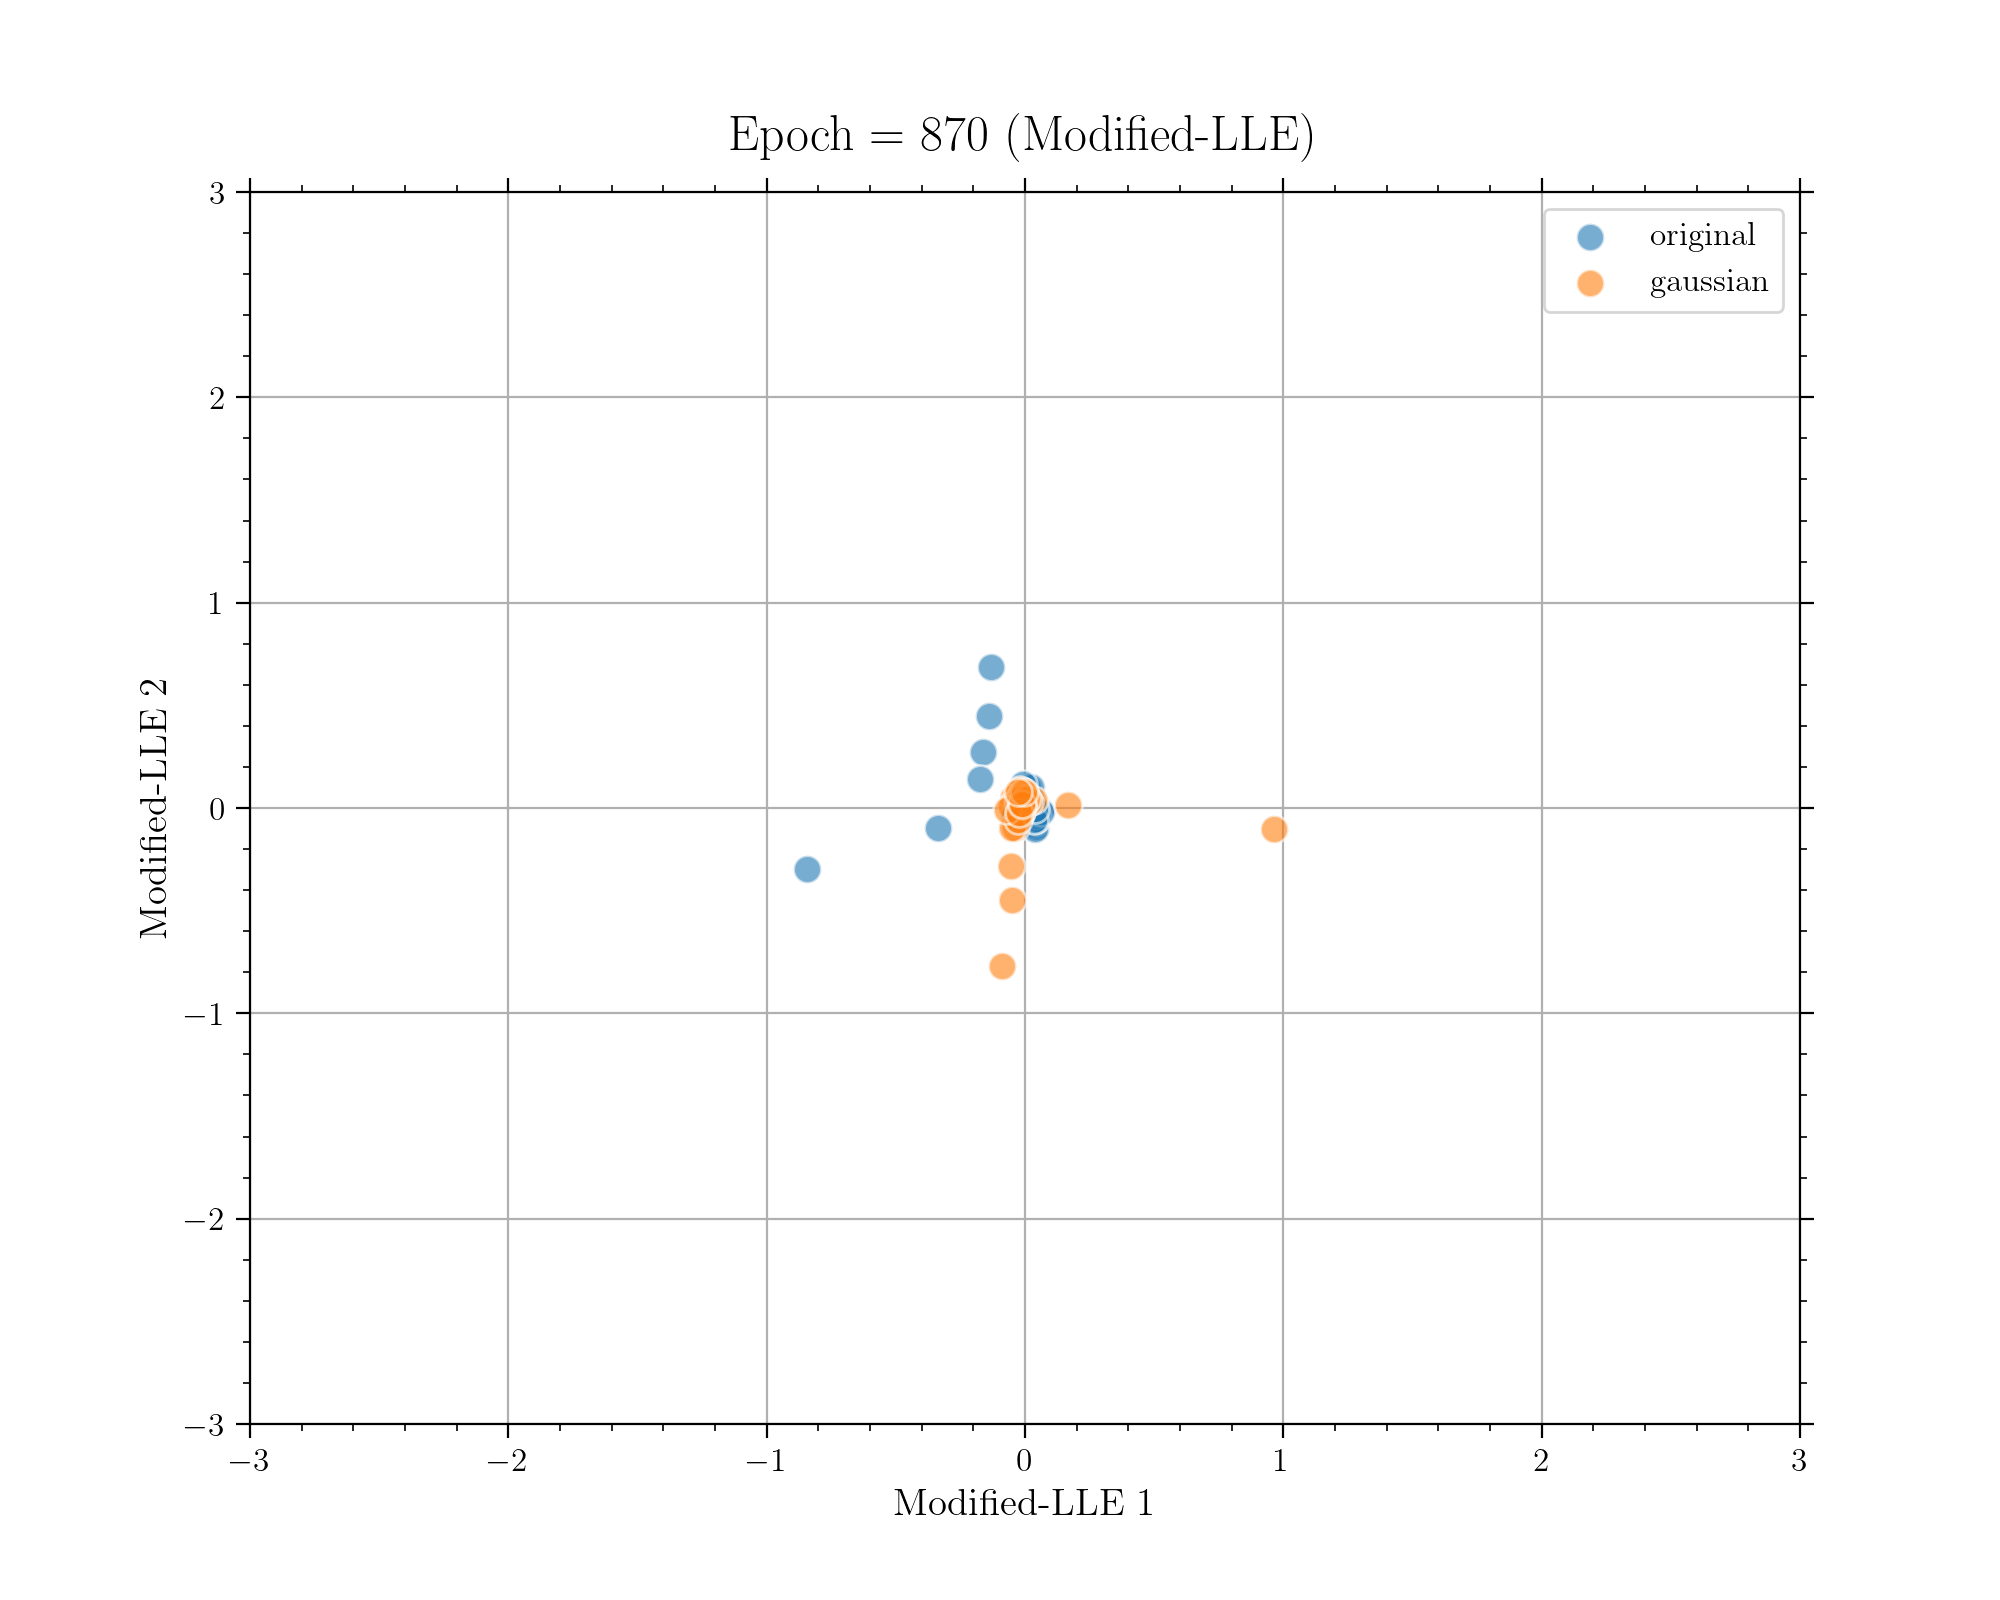 Epoch = 870 (Modified-LLE)
3
2
1
0
−1
−2
−3
Modified-LLE 2
original
gaussian
−3
−2
−1
0
1
2
3
Modified-LLE 1